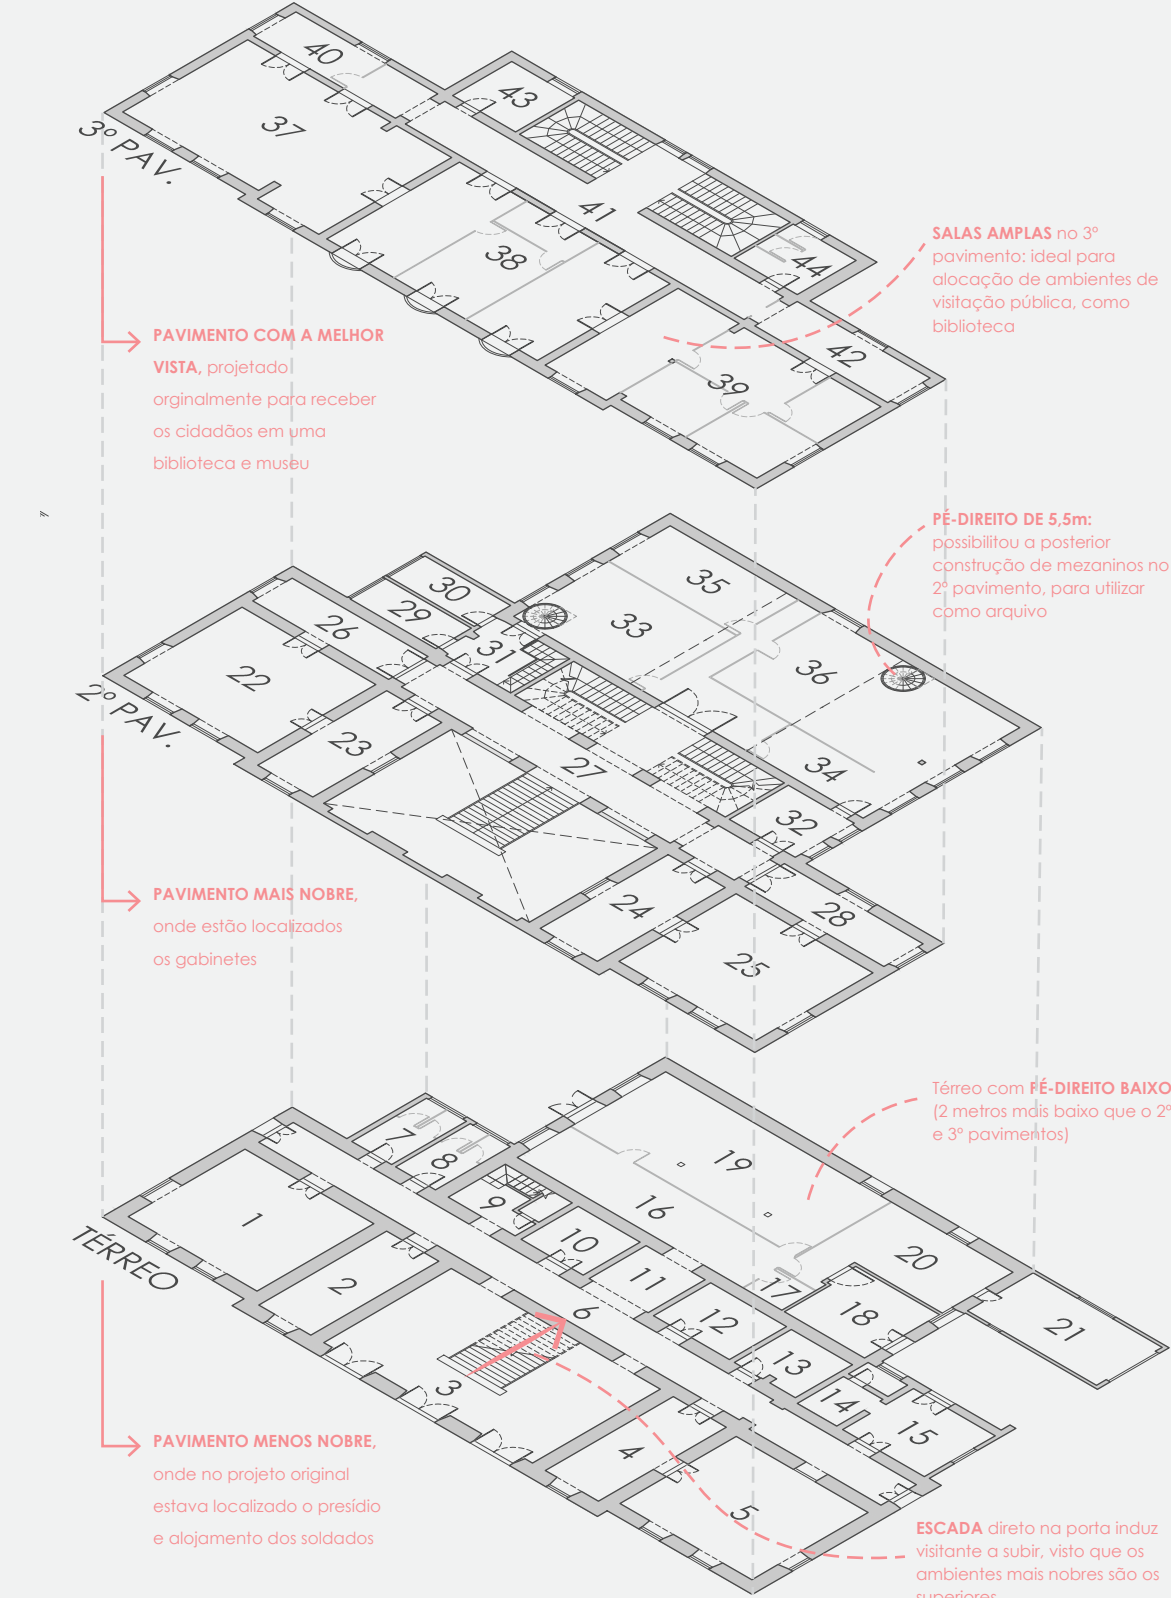 40
43
37
3º PAV.
41
38
44
SALAS AMPLAS no 3º
pavimento: ideal para
alocação de ambientes de
visitação pública, como
biblioteca
42
39
PAVIMENTO COM A MELHOR
VISTA, projetado
orginalmente para receber
os cidadãos em uma
biblioteca e museu
PÉ-DIREITO DE 5,5m:
possibilitou a posterior
construção de mezaninos no
2º pavimento, para utilizar
como arquivo
30
35
29
26
33
31
36
22
2º PAV.
23
27
34
32
24
28
25
PAVIMENTO MAIS NOBRE,
onde estão localizados
os gabinetes
Térreo com PÉ-DIREITO BAIXO
(2 metros mais baixo que o 2º
e 3º pavimentos)
7
8
19
9
16
1
10
20
TÉRREO
11
17
2
6
12
18
21
13
3
14
15
4
5
PAVIMENTO MENOS NOBRE,
onde no projeto original
estava localizado o presídio
e alojamento dos soldados
ESCADA direto na porta induz
visitante a subir, visto que os
ambientes mais nobres são os
superiores